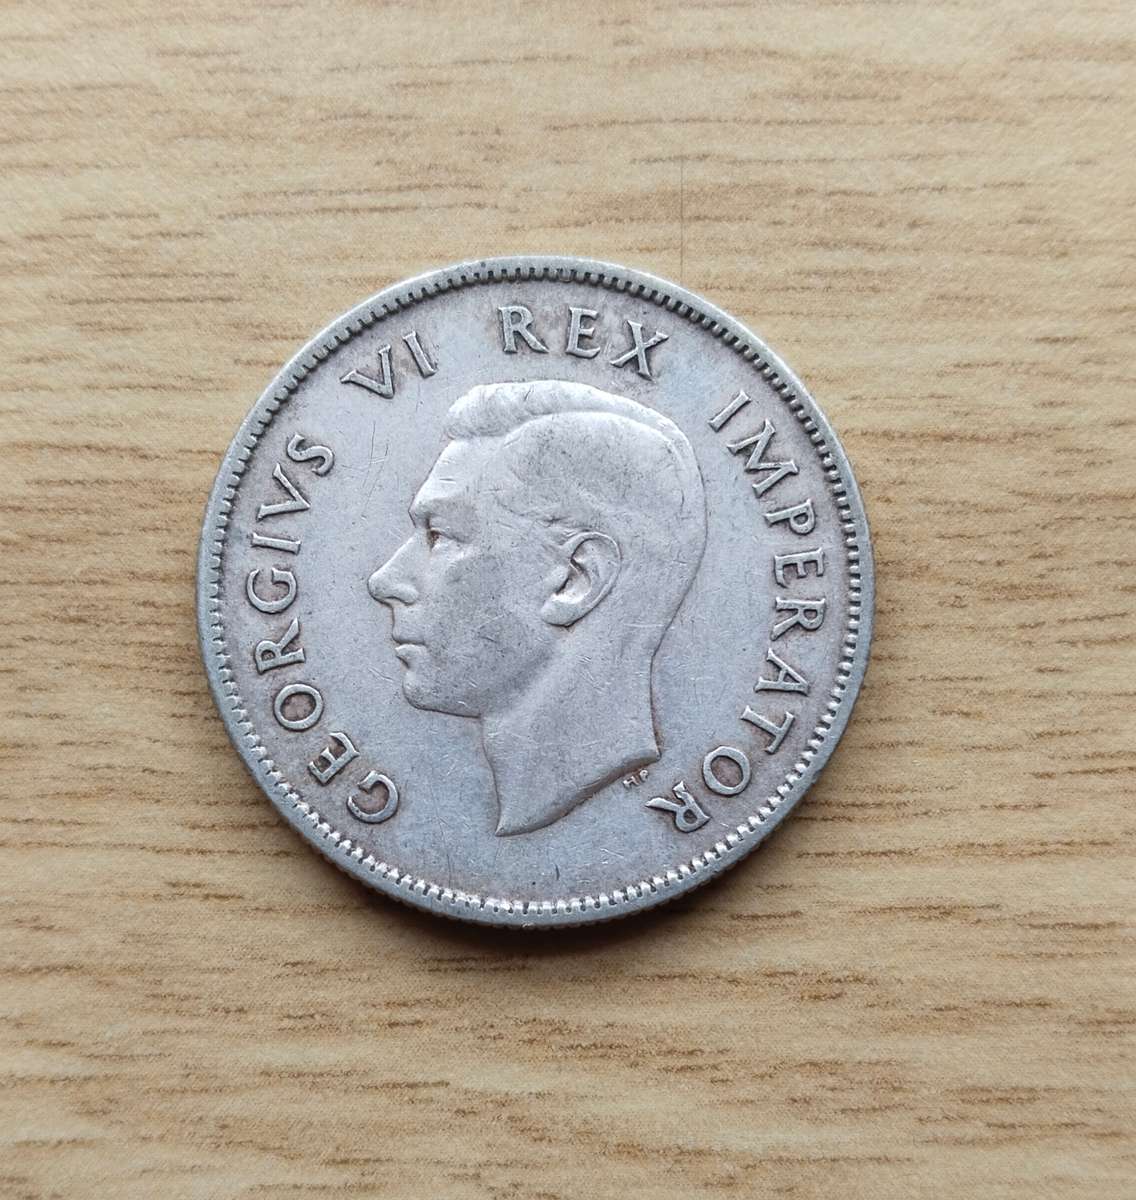 GEORGIVS VI REX IMPERATOR
HP